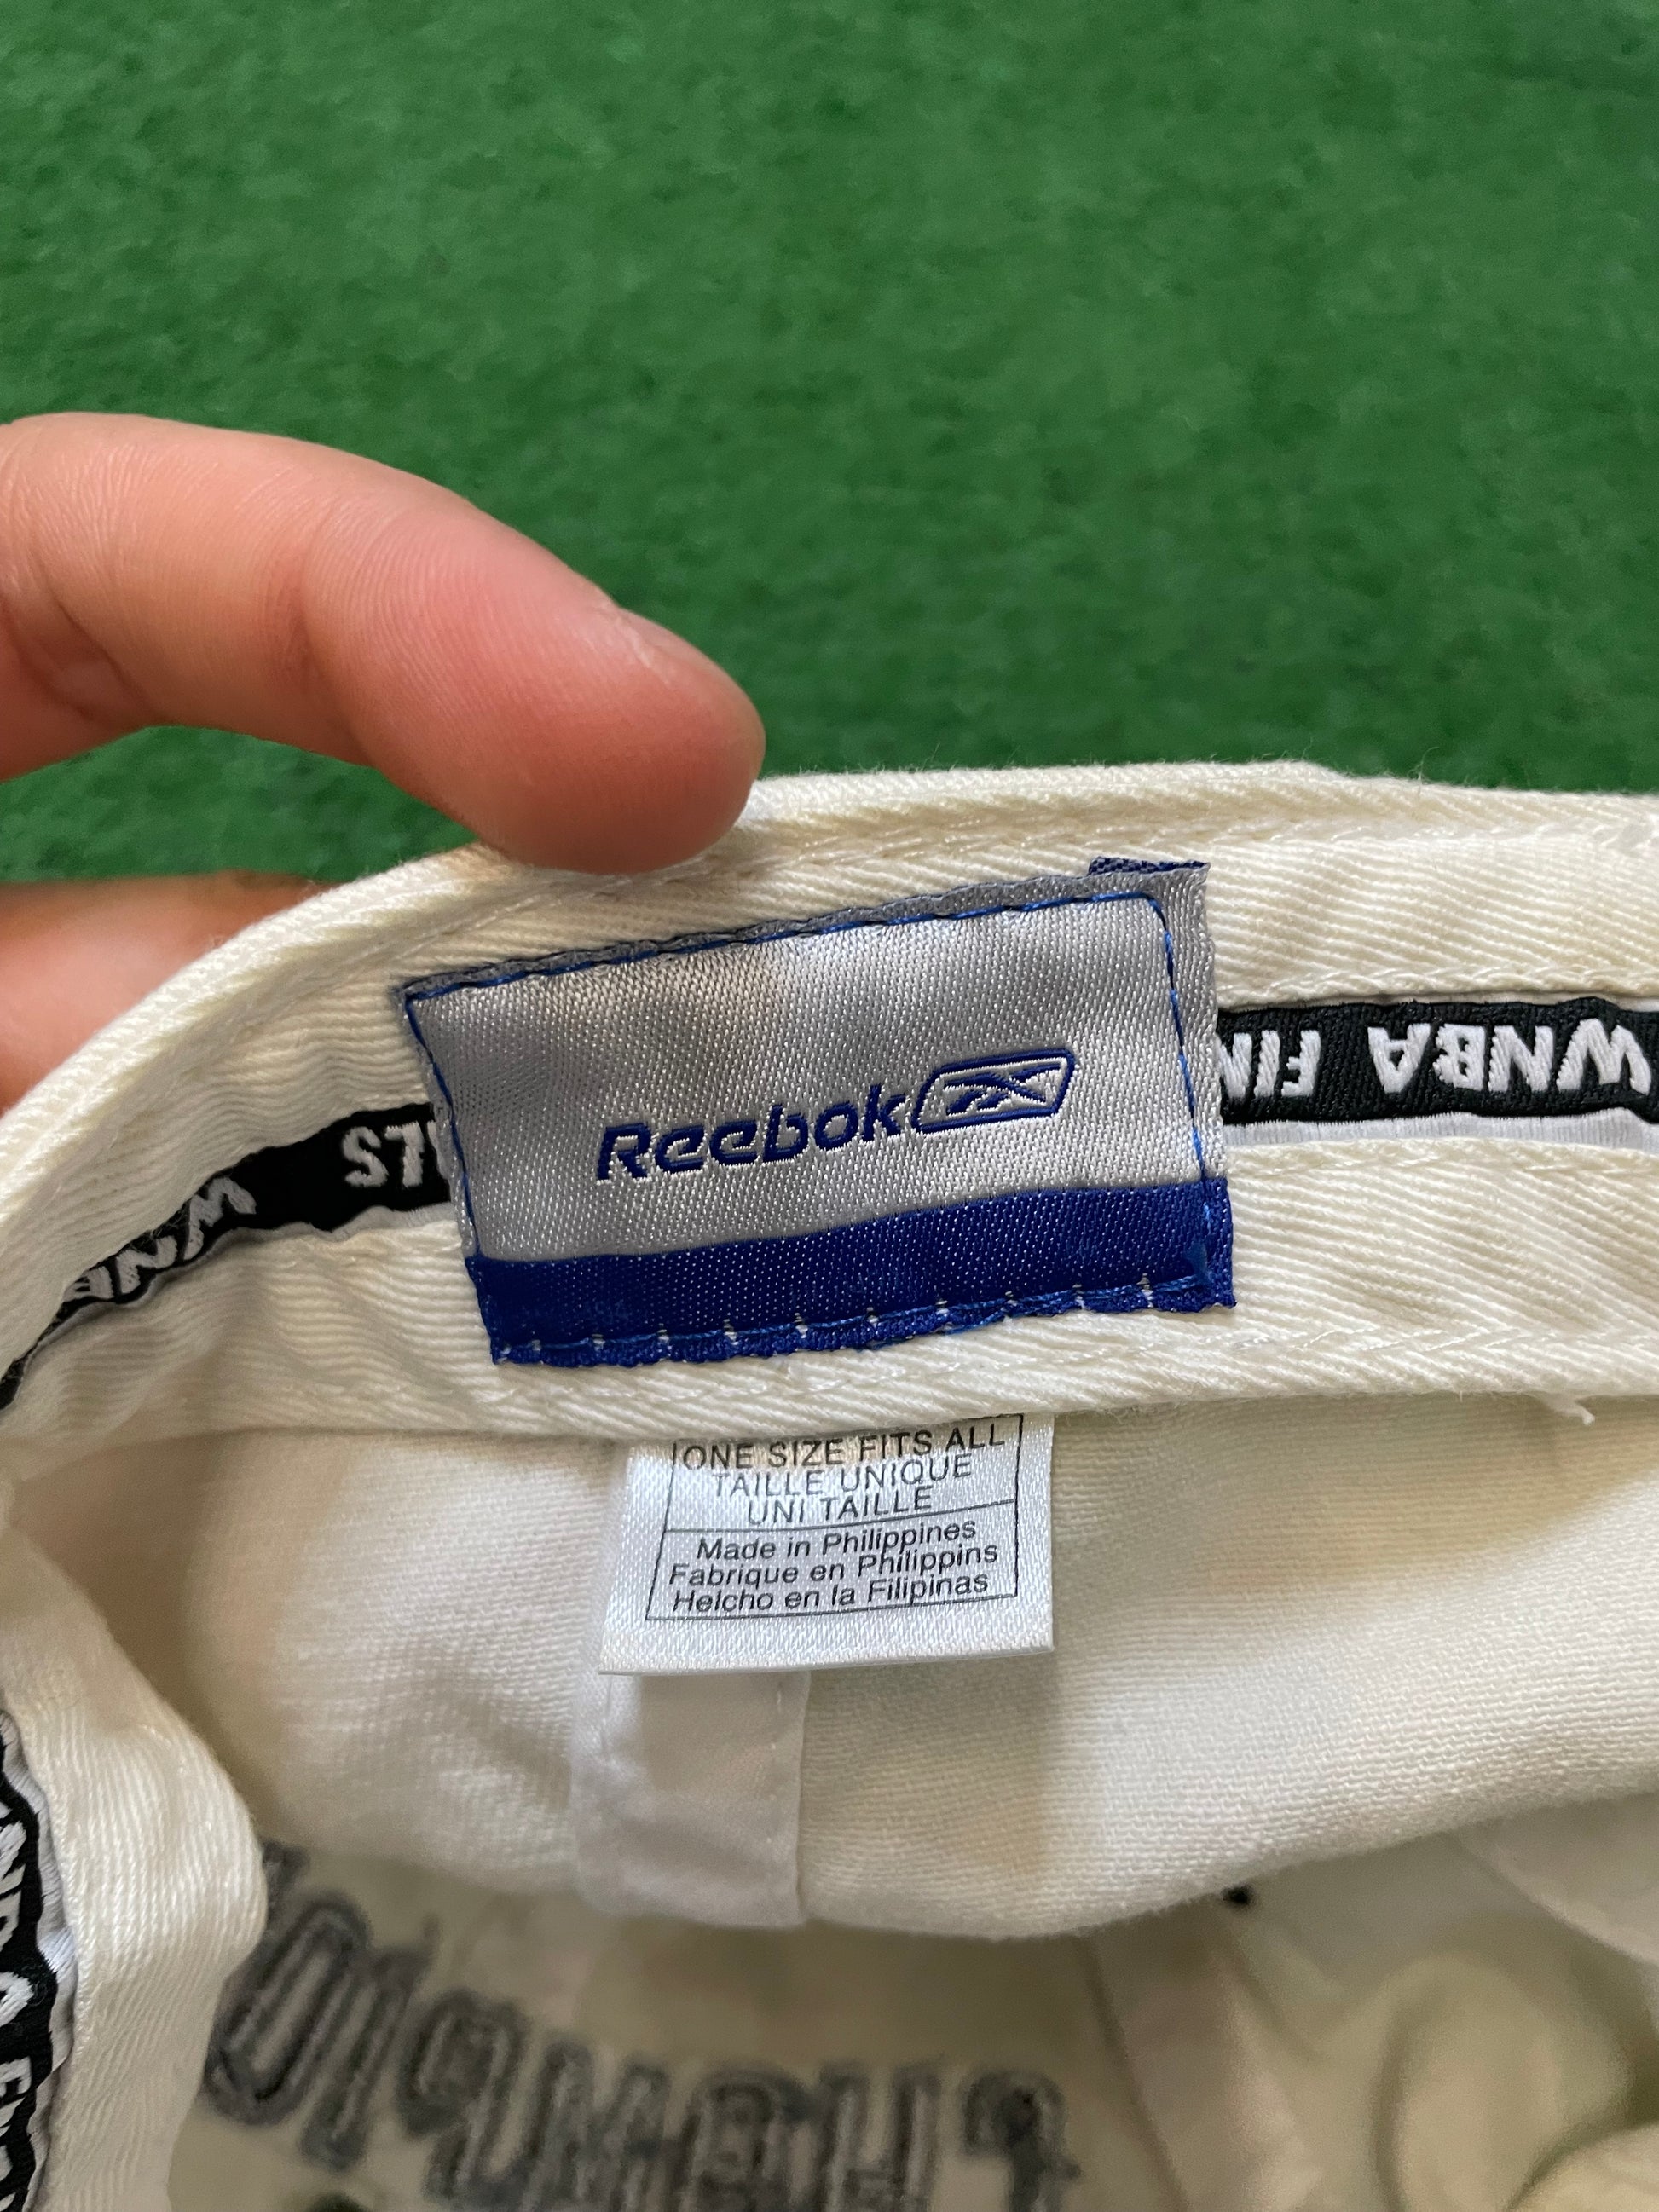 WNBA FIN
LS
WNBA
Reebok
ONE SIZE FITS ALL
TAILLE UNIQUE
UNI TAILLE
Made in Philippines
Fabrique en Philippins
Helcho en la Filipinas